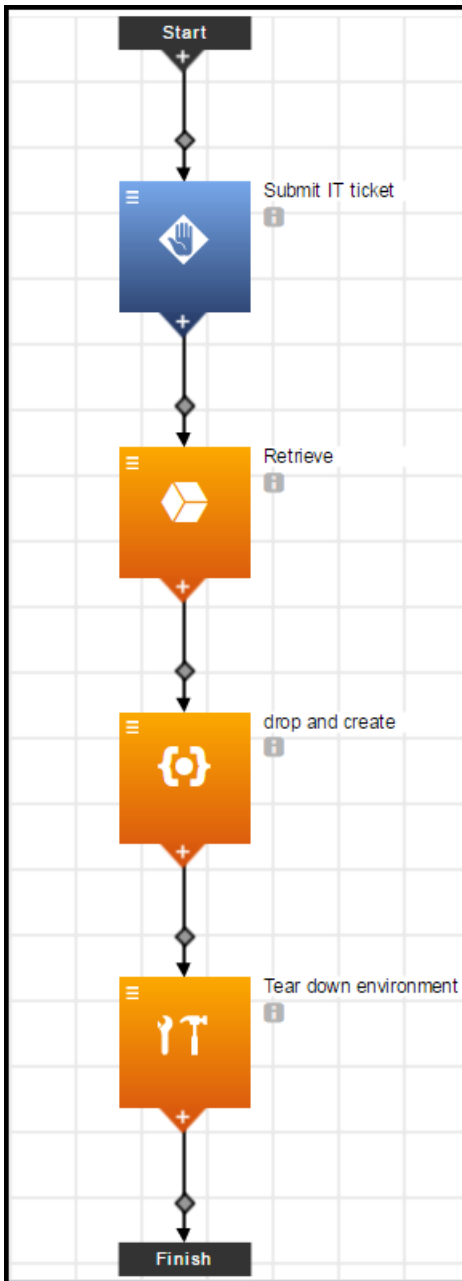 Start
Submit IT ticket
Retrieve
drop and create
Tear down environment
Finish